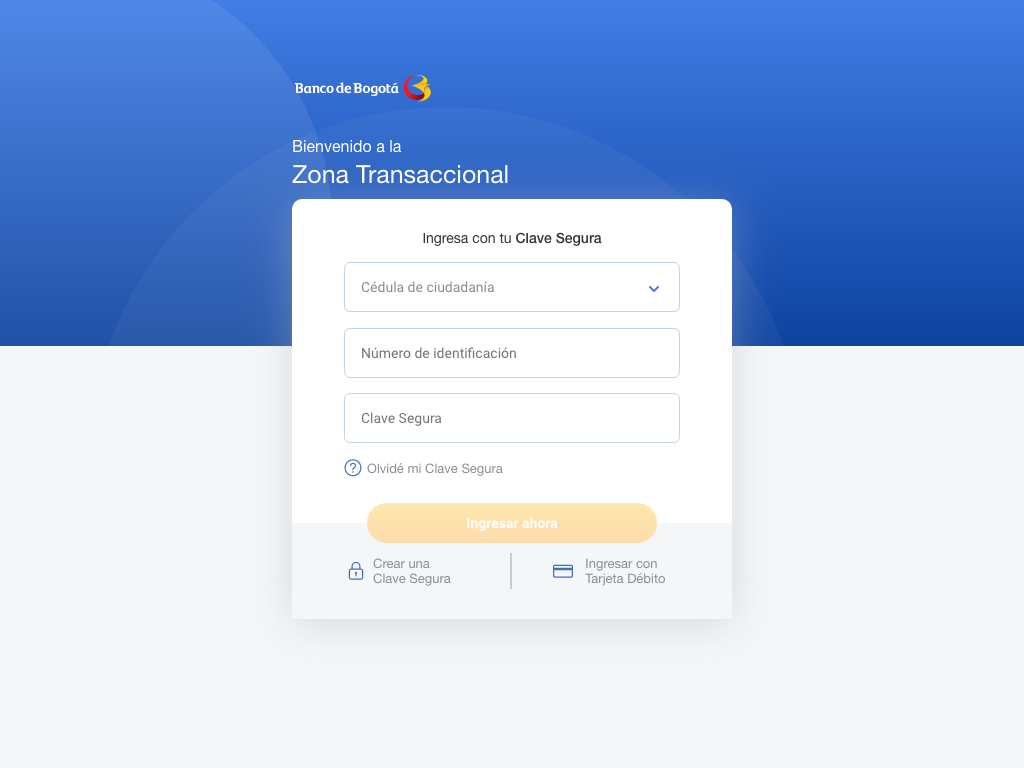 Banco de Bogotá
Bienvenido a la
Zona Transaccional
Ingresa con tu Clave Segura
Cédula de ciudadanía
Número de identificación
Clave Segura
Olvidé mi Clave Segura
Ingresar ahora
Crear una
Clave Segura
Ingresar con
Tarjeta Débito